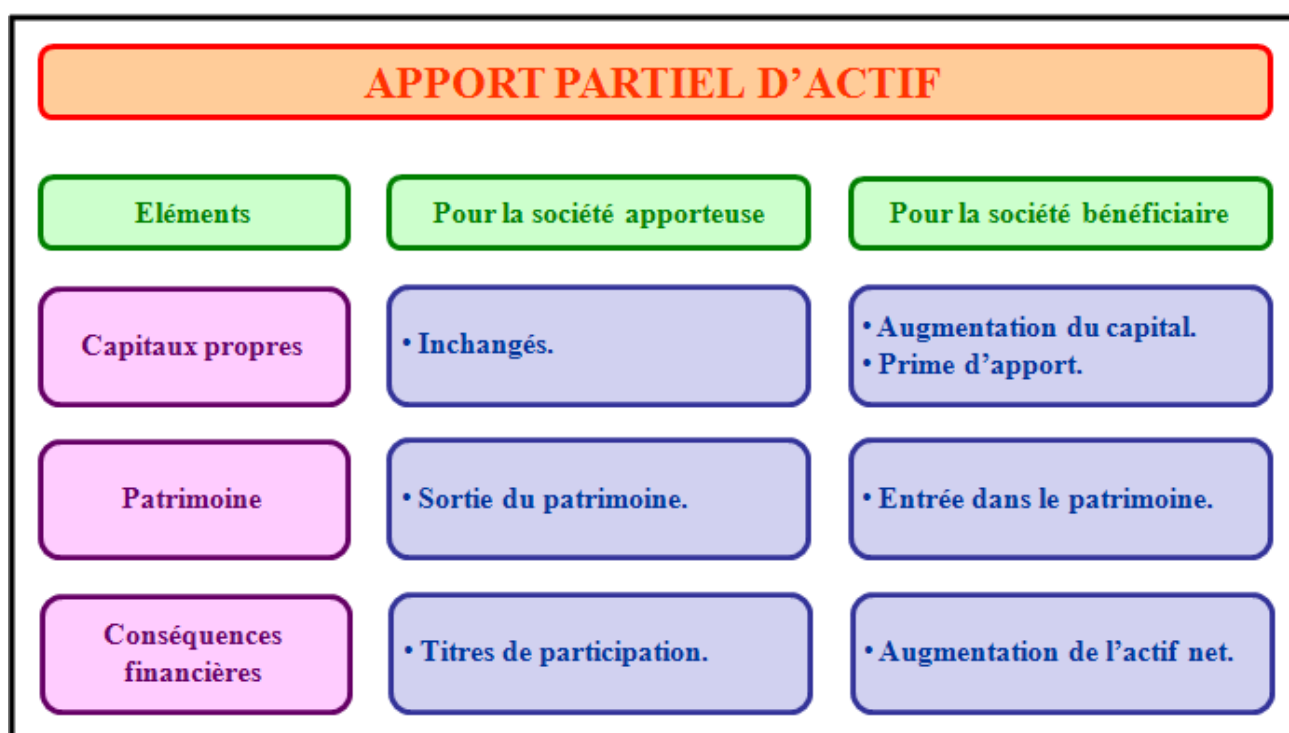 APPORT PARTIEL D’ACTIF
Eléments
Pour la société apporteuse
Pour la société bénéficiaire
Capitaux propres
• Inchangés.
• Augmentation du capital.
• Prime d’apport.
Patrimoine
• Sortie du patrimoine.
• Entrée dans le patrimoine.
Conséquences
financières
• Titres de participation.
• Augmentation de l’actif net.